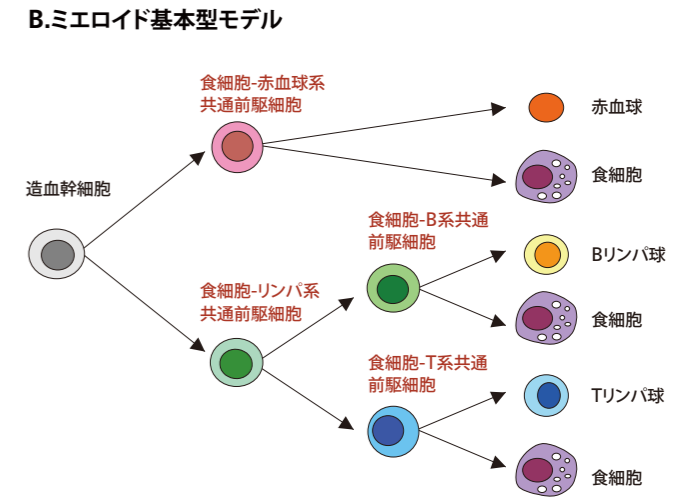 B.ミエロイド基本型モデル
食細胞-赤血球系
共通前駆細胞
赤血球
食細胞
造血幹細胞
食細胞-B系共通
前駆細胞
Bリンパ球
食細胞-リンパ系
共通前駆細胞
食細胞
食細胞-T系共通
前駆細胞
Tリンパ球
食細胞